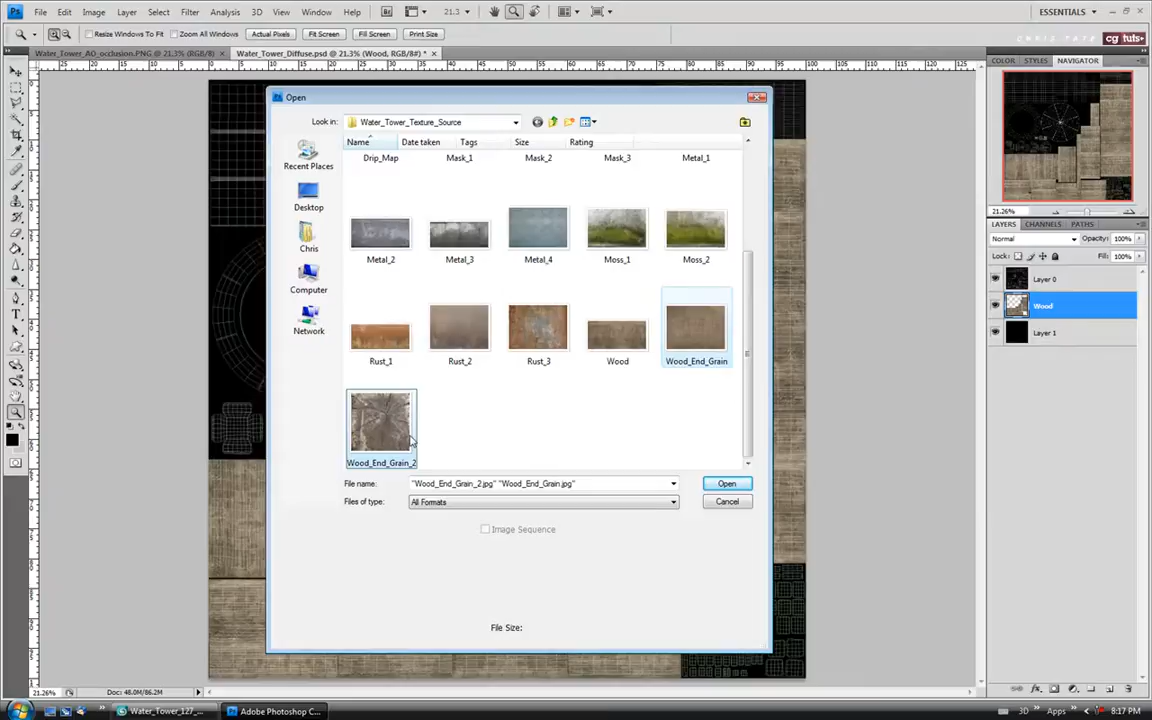 File Edit Image Layer Select Filter Analysis 3D View Window Help 21.3 ESSENTIALS
Resize Windows To Fit Zoom All Windows Actual Pixels Fit Screen Fill Screen Print Size
cg tuts+
Water_Tower_AO_occlusion.PNG @ 21.3% (RGB/8)
Water_Tower_Diffuse.psd @ 21.3% (Wood, RGB/8#) *
COLOR STYLES NAVIGATOR
Open
Look in: Water_Tower_Texture_Source
Name Date taken Tags Size Rating
Drip_Map Mask_1 Mask_2 Mask_3 Metal_1
Recent Places
Desktop
Chris
Computer
Network
Metal_2 Metal_3 Metal_4 Moss_1 Moss_2
Rust_1 Rust_2 Rust_3 Wood Wood_End_Grain
Wood_End_Grain_2
File name: "Wood_End_Grain_2.jpg" "Wood_End_Grain.jpg" Open
Files of type: All Formats Cancel
Image Sequence
File Size:
21.26%
LAYERS CHANNELS PATHS
Normal Opacity: 100%
Lock: Fill: 100%
Layer 0
Wood
Layer 1
21.26% Doc: 48.0M/86.2M
Water_Tower_127_... Adobe Photoshop C... 3D Apps 8:17 PM